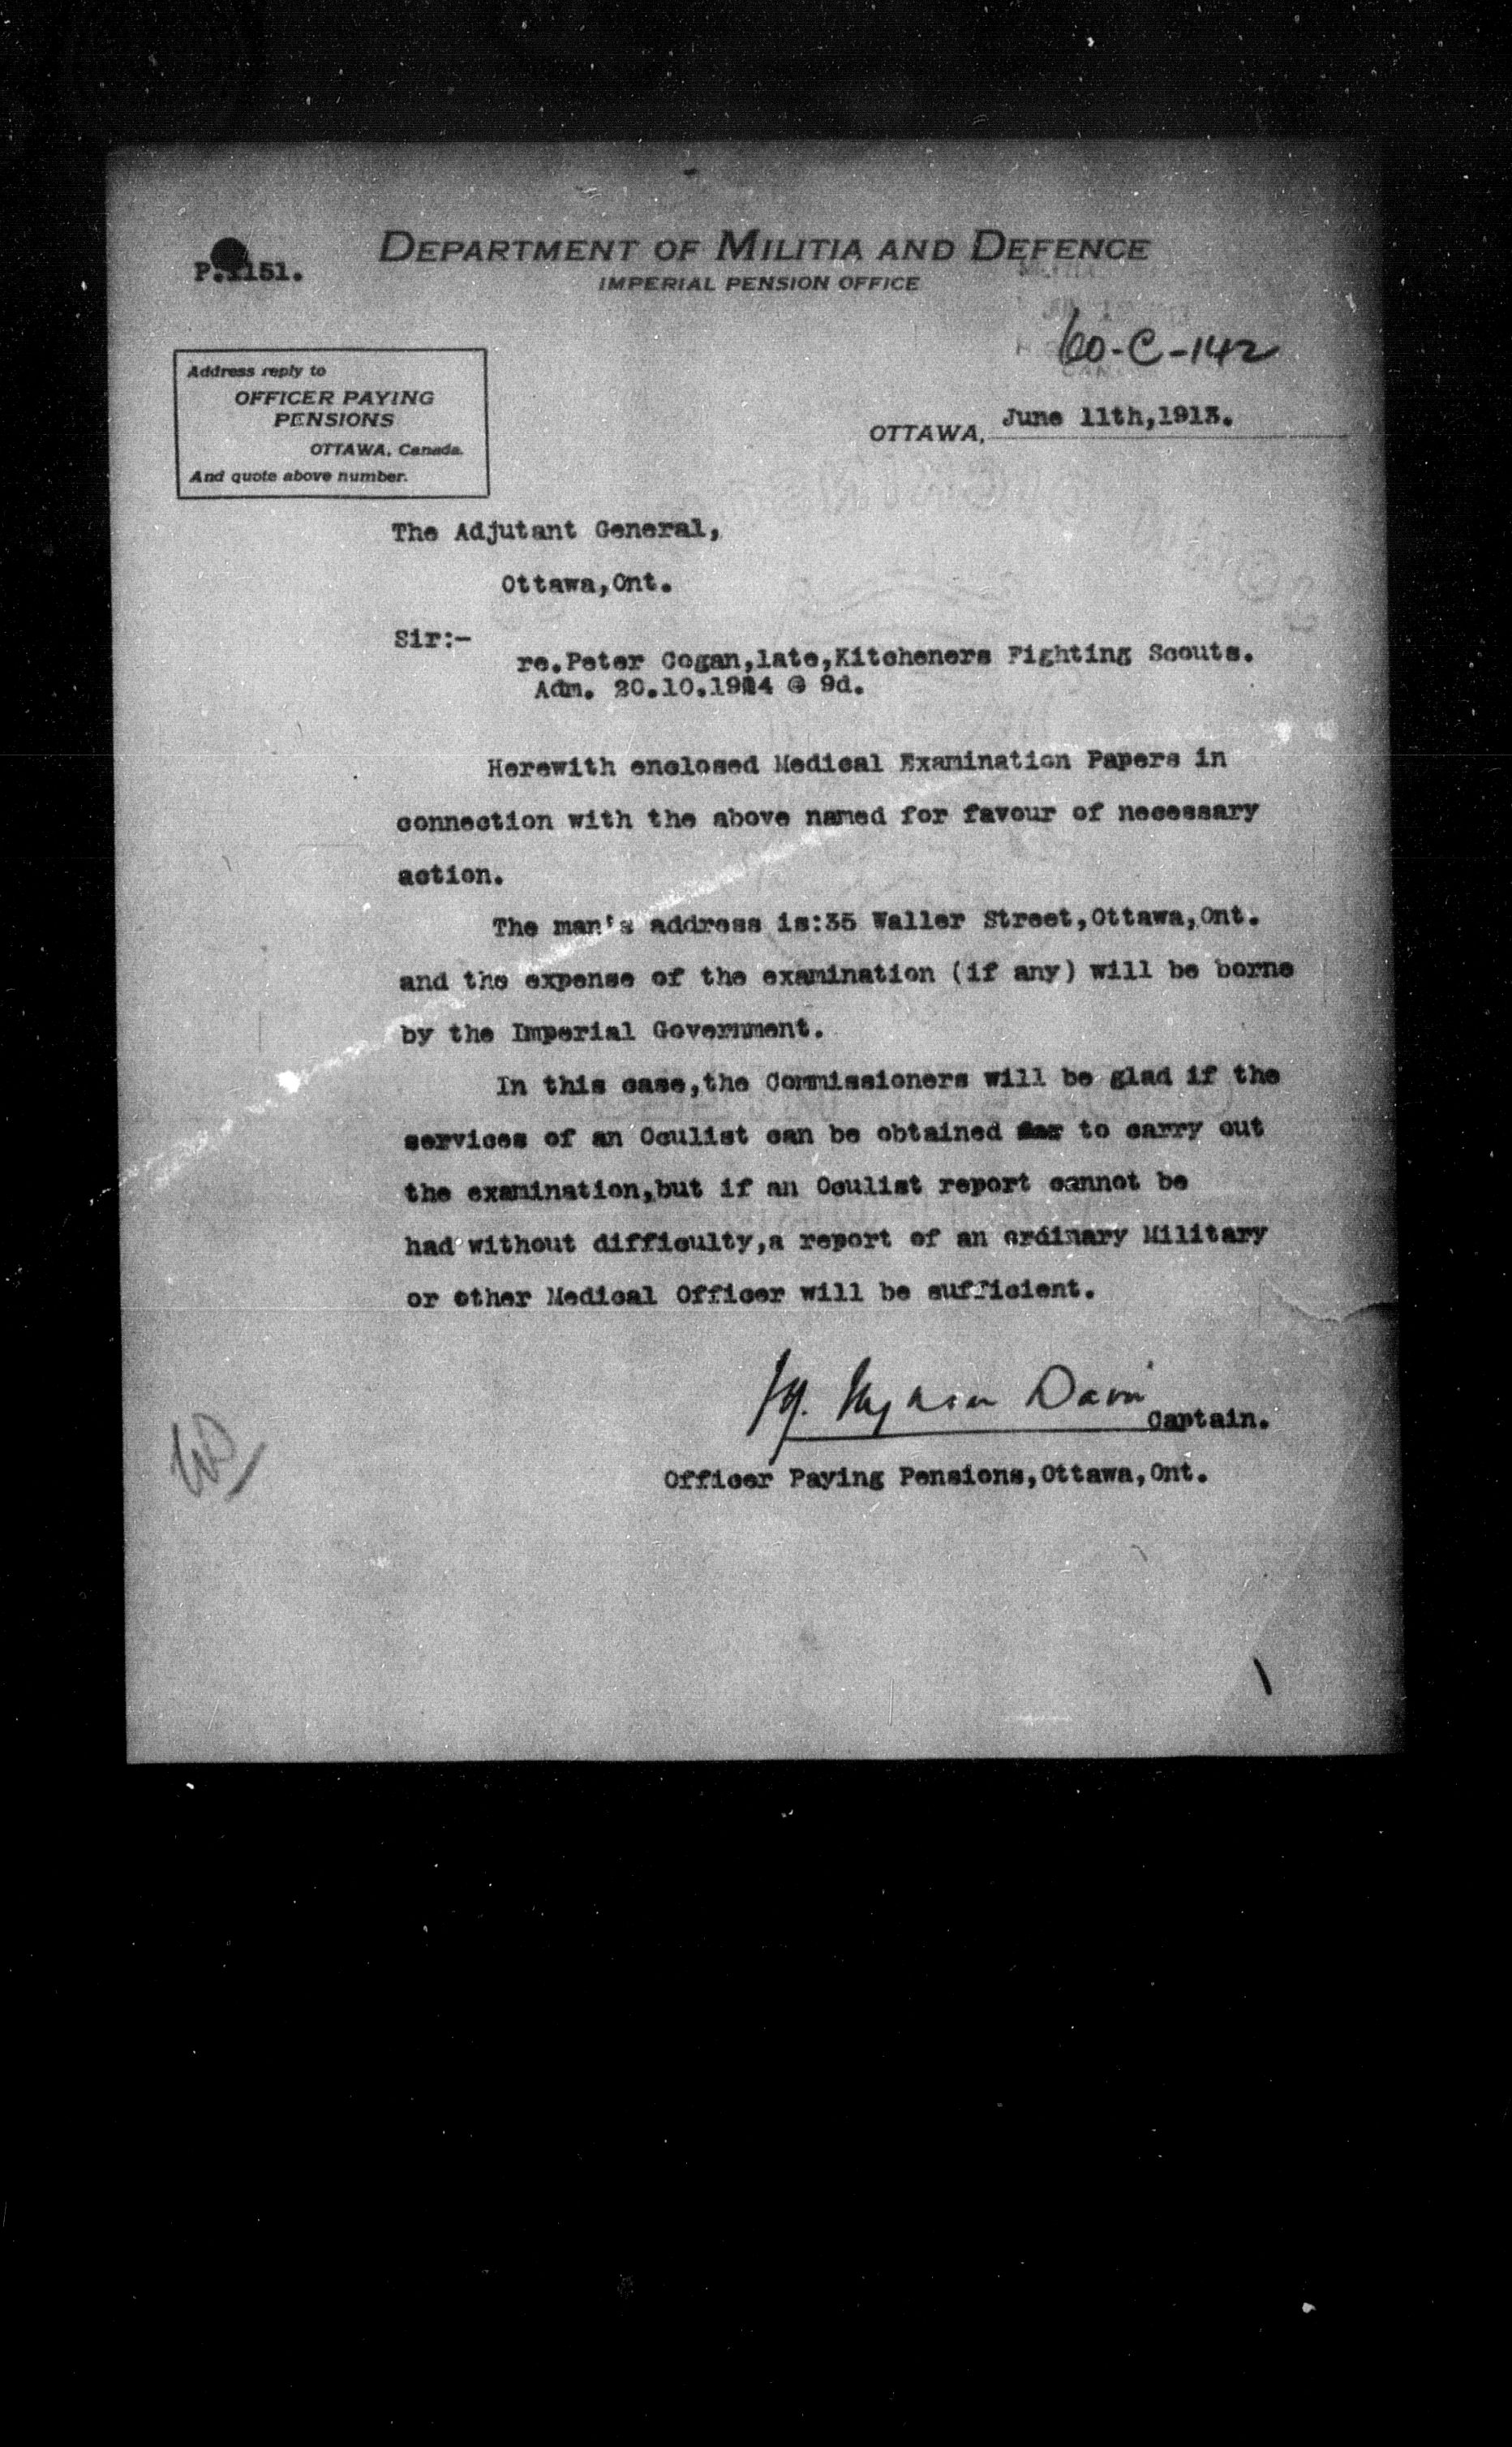 DEPARTMENT OF MILITIA AND DEFENCE
IMPERIAL PENSION OFFICE
P.1151.
60-C-142
Address reply to
OFFICER PAYING
PENSIONS
OTTAWA, Canada.
And quote above number.
OTTAWA, June 11th,1913.
The Adjutant General,
Ottawa,Ont.
Sir:-
re.Peter Cogan,late,Kitcheners Fighting Scouts.
Adm. 20.10.1914 @ 9d.
Herewith enclosed Medical Examination Papers in
connection with the above named for favour of necessary
action.
The man's address is:35 Waller Street,Ottawa,Ont.
and the expense of the examination (if any) will be borne
by the Imperial Government.
In this case,the Commissioners will be glad if the
services of an Oculist can be obtained to carry out
the examination,but if an Oculist report cannot be
had without difficulty,a report of an ordinary Military
or other Medical Officer will be sufficient.
Captain.
Officer Paying Pensions,Ottawa,Ont.